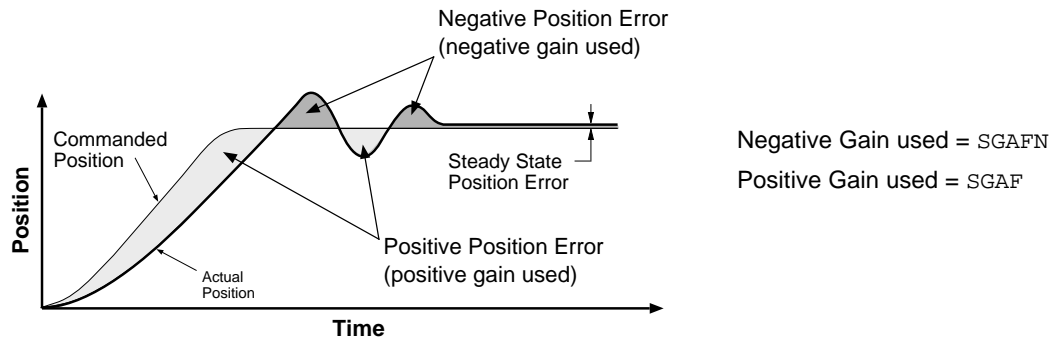 Negative Position Error
(negative gain used)
Commanded
Position
Steady State
Position Error
Negative Gain used = SGAFN
Positive Gain used = SGAF
Position
Positive Position Error
(positive gain used)
Actual
Position
Time